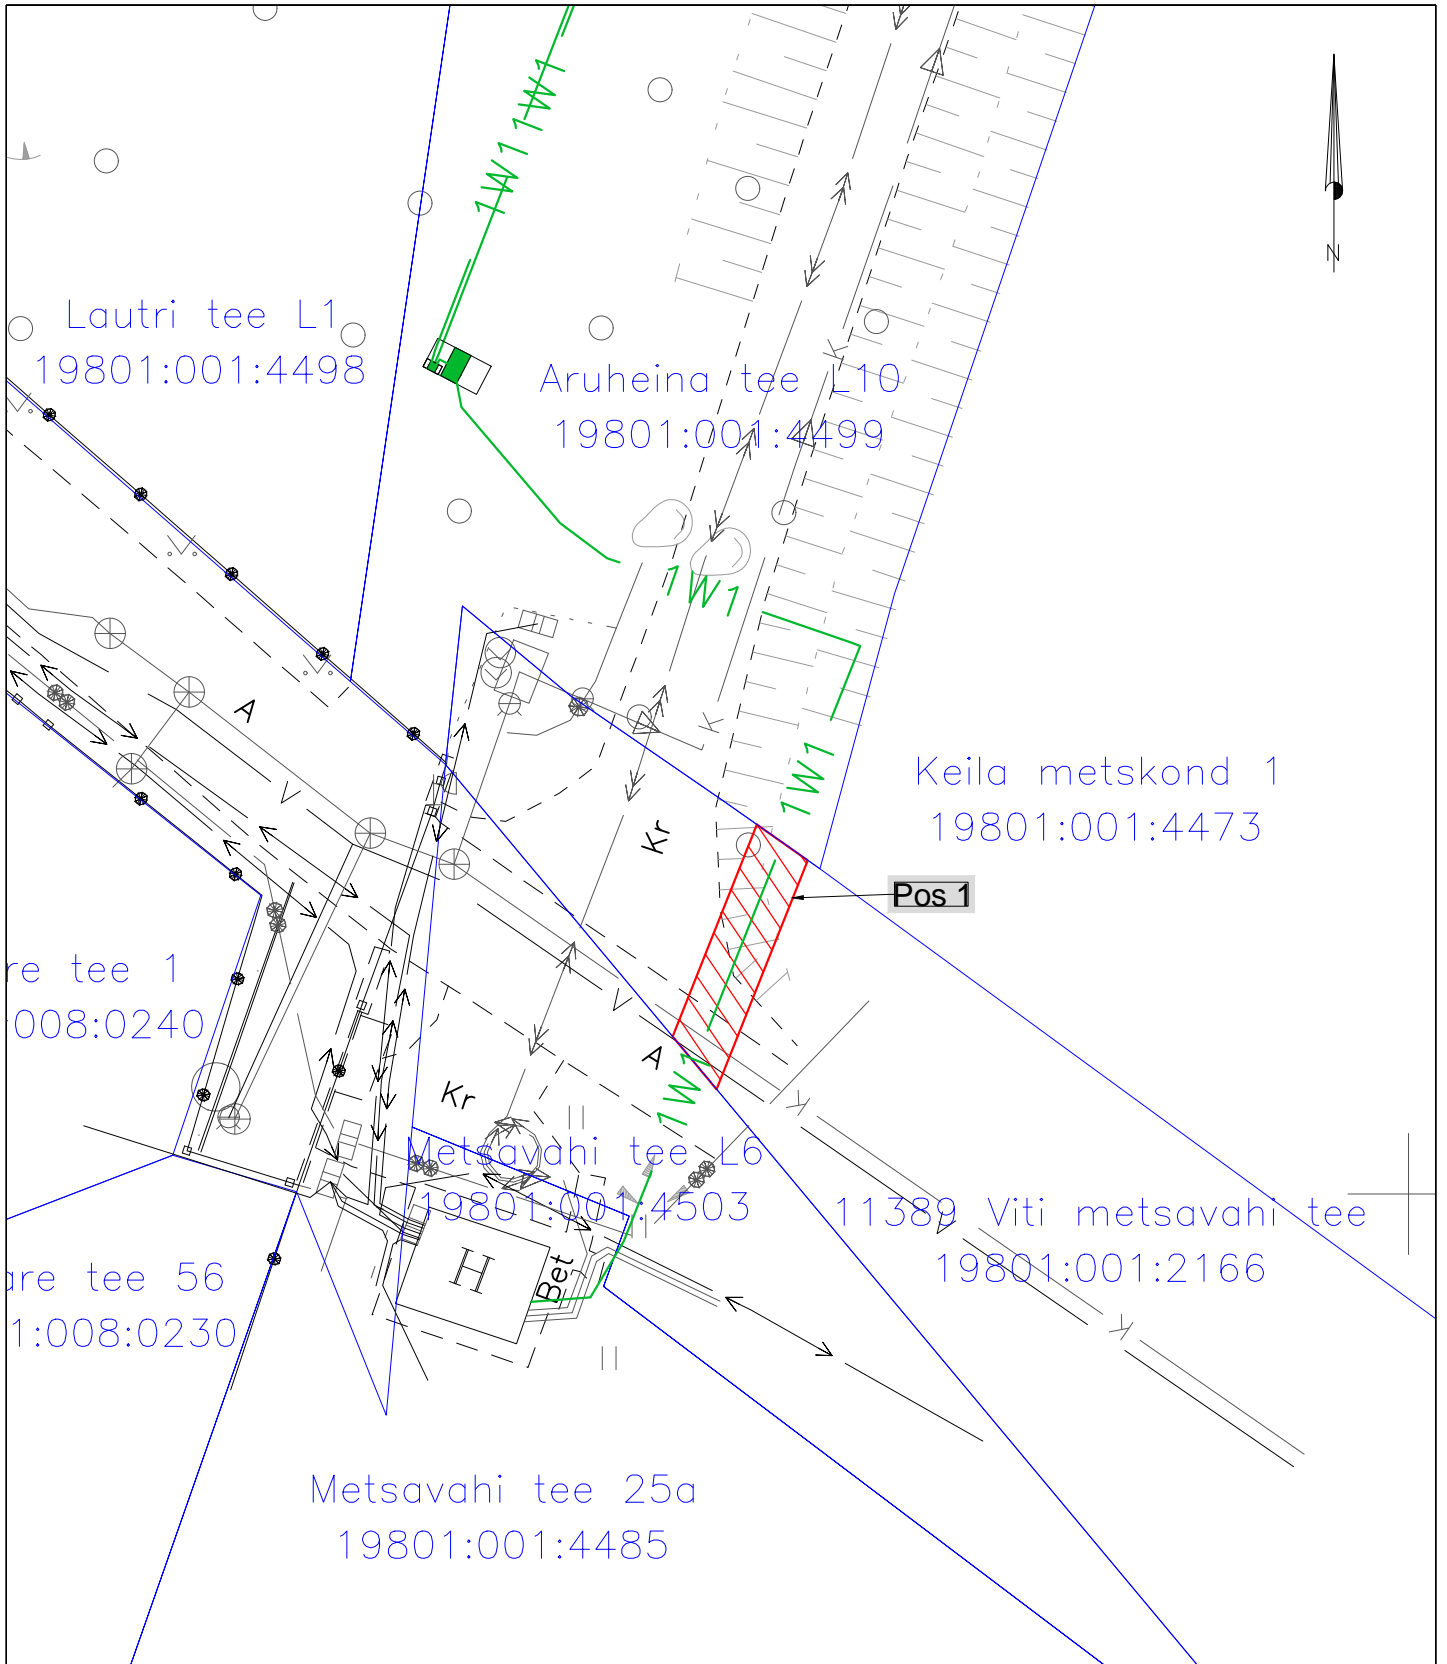 1W1
1W1
N
Lautri tee L1
19801:001:4498
K
Aruheina tee L10
19801:001:4499
1W1
K
A
V
1W1
Keila metskond 1
19801:001:4473
Kr
Pos 1
re tee 1
008:0240
V
A
1W1
Kr
K
Metsavahi tee L6
19801:001:4503
11389 Viti metsavahi tee
19801:001:2166
are tee 56
1:008:0230
H
Bet
K
Metsavahi tee 25a
19801:001:4485